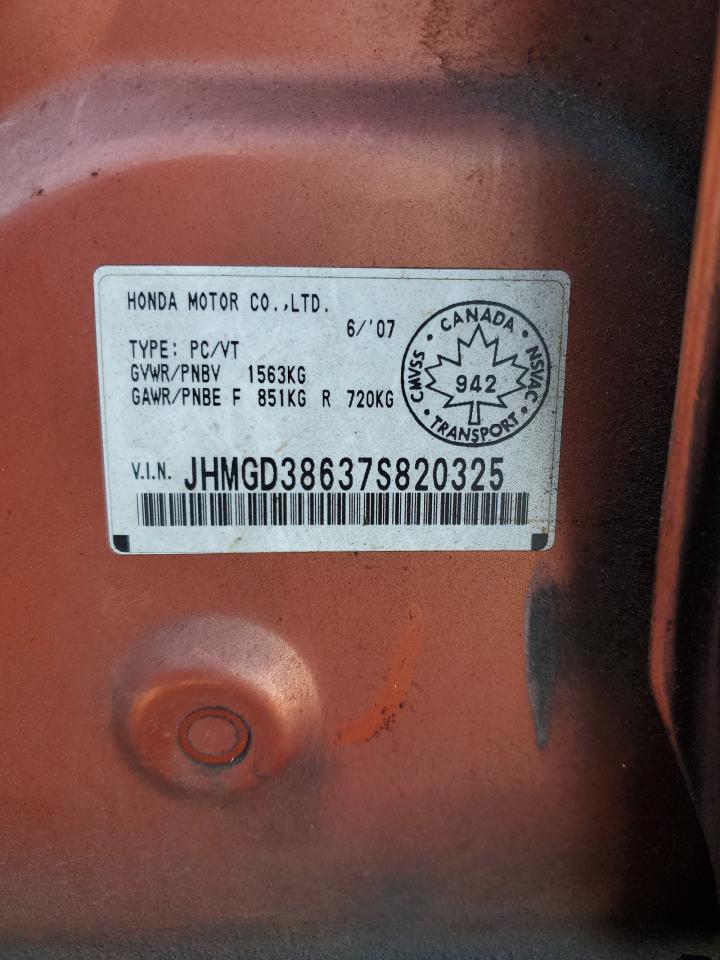 HONDA MOTOR CO.,LTD.
6/'07
TYPE: PC/VT
GVWR/PNBV 1563KG
GAWR/PNBE F 851KG R 720KG
CANADA
CMVSS
942
NSVAC
TRANSPORT
V.I.N. JHMGD38637S820325